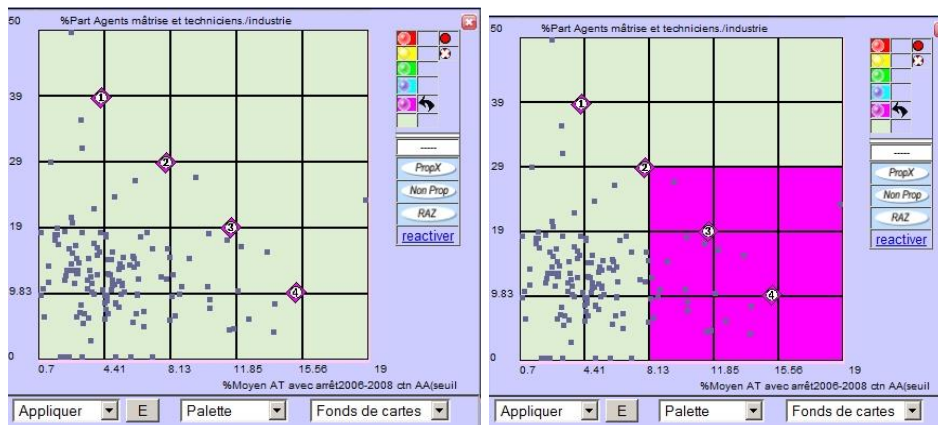 50
%Part Agents mâtrise et techniciens./industrie
39
29
19
9.83
0
1
2
3
4
0.7 4.41 8.13 11.85 15.56 19
%Moyen AT avec arrêt2006-2008 ctn AA(seuil
-----
PropX
Non Prop
RAZ
reactiver
Appliquer E Palette Fonds de cartes
50
%Part Agents mâtrise et techniciens./industrie
39
29
19
9.83
0
1
2
3
4
0.7 4.41 8.13 11.85 15.56 19
%Moyen AT avec arrêt2006-2008 ctn AA(seuil
-----
PropX
Non Prop
RAZ
reactiver
Appliquer E Palette Fonds de cartes